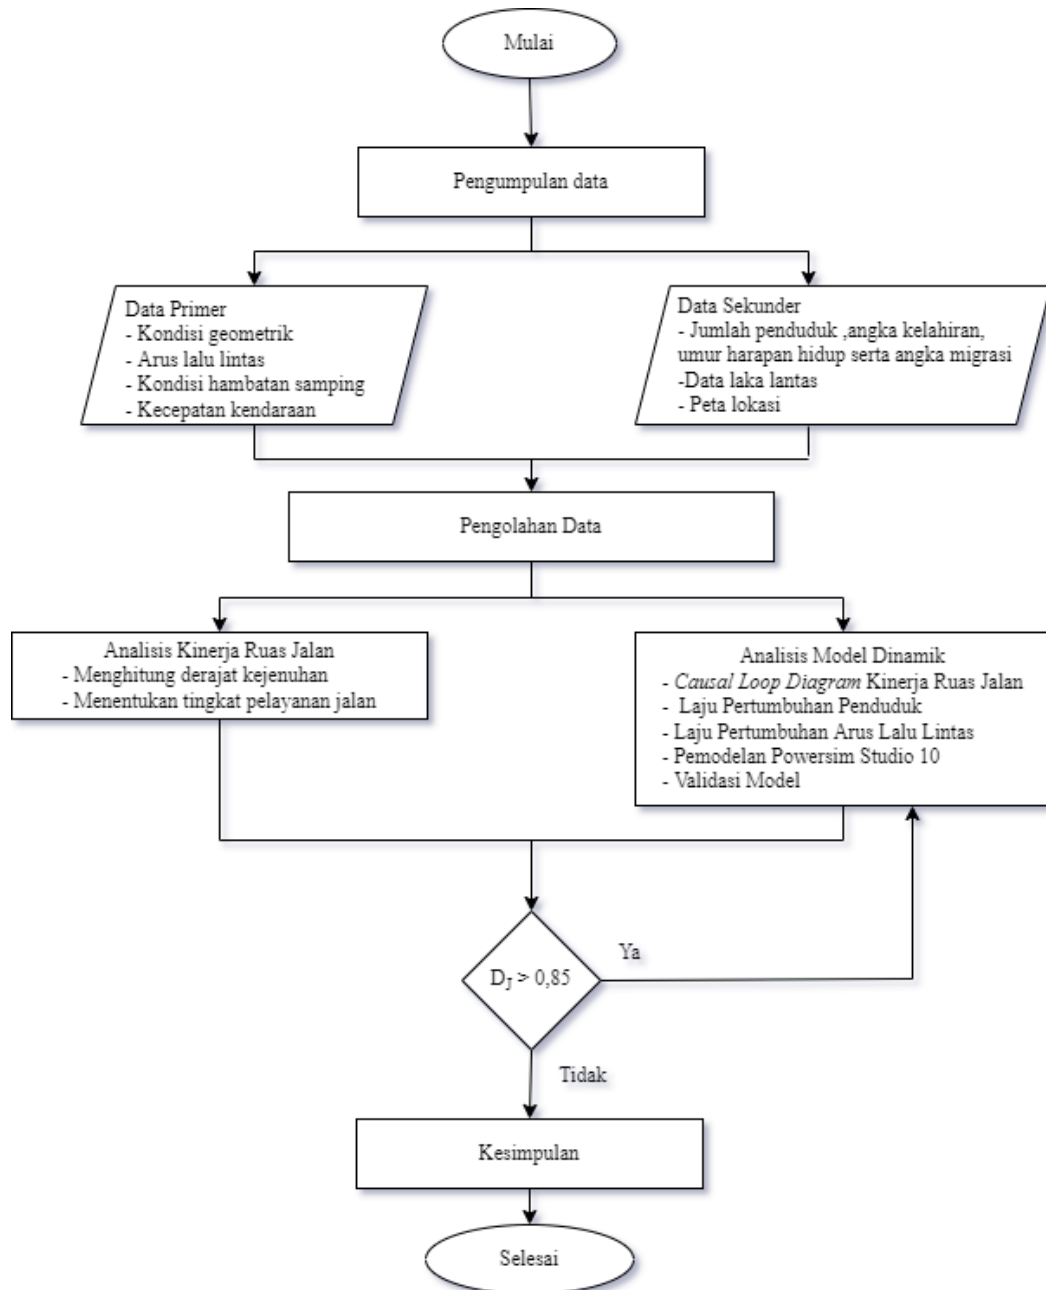 Mulai
Pengumpulan data
Data Primer
- Kondisi geometrik
- Arus lalu lintas
- Kondisi hambatan samping
- Kecepatan kendaraan
Data Sekunder
- Jumlah penduduk ,angka kelahiran,
umur harapan hidup serta angka migrasi
-Data laka lantas
- Peta lokasi
Pengolahan Data
Analisis Kinerja Ruas Jalan
- Menghitung derajat kejenuhan
- Menentukan tingkat pelayanan jalan
Analisis Model Dinamik
- Causal Loop Diagram Kinerja Ruas Jalan
- Laju Pertumbuhan Penduduk
- Laju Pertumbuhan Arus Lalu Lintas
- Pemodelan Powersim Studio 10
- Validasi Model
D_J > 0,85
Ya
Tidak
Kesimpulan
Selesai